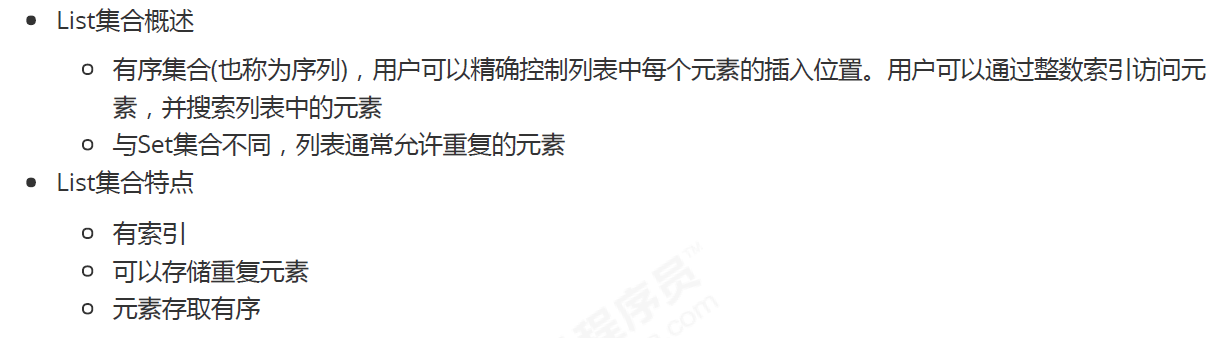 List集合概述
有序集合(也称为序列)，用户可以精确控制列表中每个元素的插入位置。用户可以通过整数索引访问元
素，并搜索列表中的元素
与Set集合不同，列表通常允许重复的元素
List集合特点
有索引
可以存储重复元素
元素存取有序
程序员™
.com